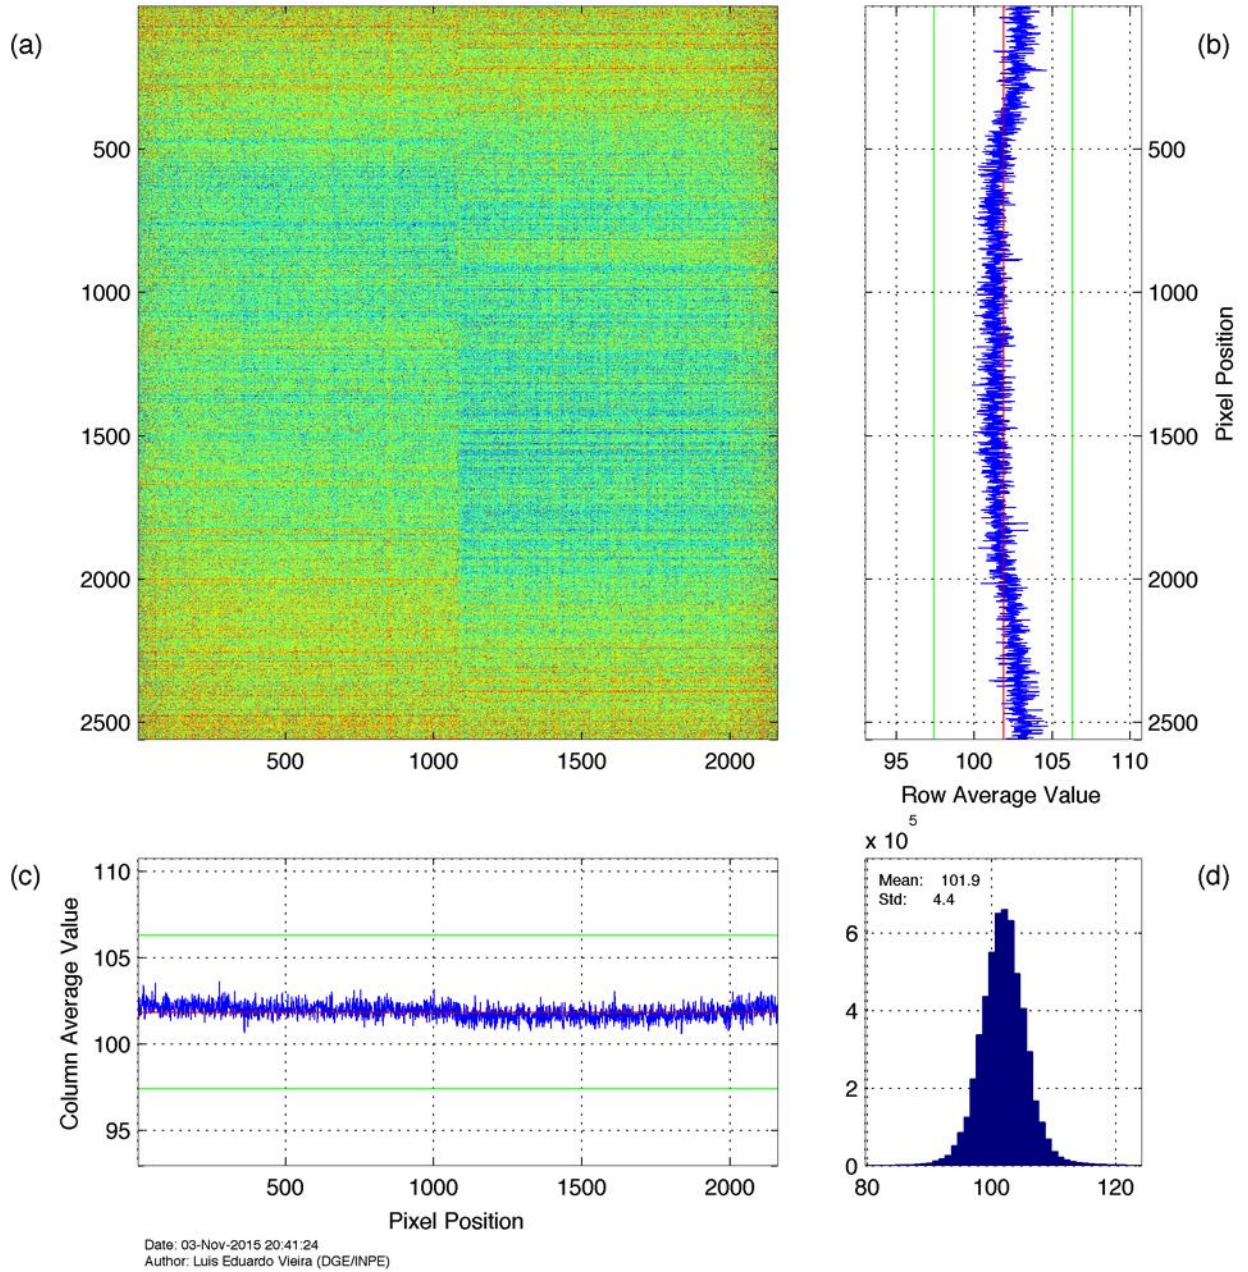 (a)
500
1000
1500
2000
2500
500
1000
1500
2000
(b)
500
1000
1500
2000
2500
Pixel Position
95
100
105
110
Row Average Value
(c)
Column Average Value
110
105
100
95
500
1000
1500
2000
Pixel Position
x 10^5
(d)
Mean: 101.9
Std: 4.4
6
4
2
0
80
100
120
Date: 03-Nov-2015 20:41:24
Author: Luis Eduardo Vieira (DGE/INPE)